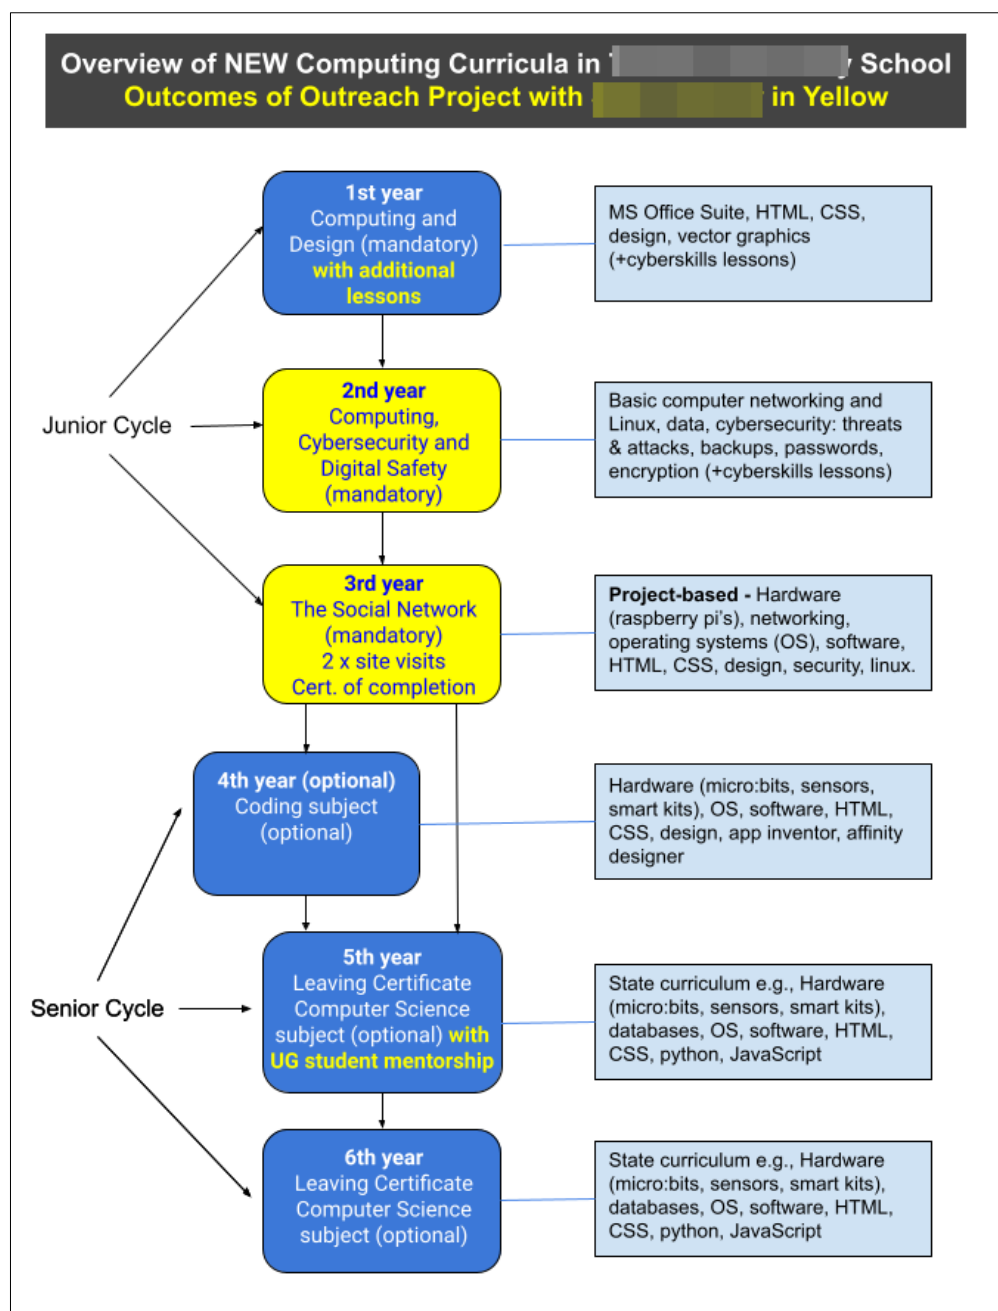 Overview of NEW Computing Curricula in School
Outcomes of Outreach Project with in Yellow
1st year
Computing and
Design (mandatory)
with additional
lessons
MS Office Suite, HTML, CSS,
design, vector graphics
(+cyberskills lessons)
Junior Cycle
2nd year
Computing,
Cybersecurity and
Digital Safety
(mandatory)
Basic computer networking and
Linux, data, cybersecurity: threats
& attacks, backups, passwords,
encryption (+cyberskills lessons)
3rd year
The Social Network
(mandatory)
2 x site visits
Cert. of completion
Project-based - Hardware
(raspberry pi's), networking,
operating systems (OS), software,
HTML, CSS, design, security, linux.
4th year (optional)
Coding subject
(optional)
Hardware (micro:bits, sensors,
smart kits), OS, software, HTML,
CSS, design, app inventor, affinity
designer
Senior Cycle
5th year
Leaving Certificate
Computer Science
subject (optional) with
UG student mentorship
State curriculum e.g., Hardware
(micro:bits, sensors, smart kits),
databases, OS, software, HTML,
CSS, python, JavaScript
6th year
Leaving Certificate
Computer Science
subject (optional)
State curriculum e.g., Hardware
(micro:bits, sensors, smart kits),
databases, OS, software, HTML,
CSS, python, JavaScript